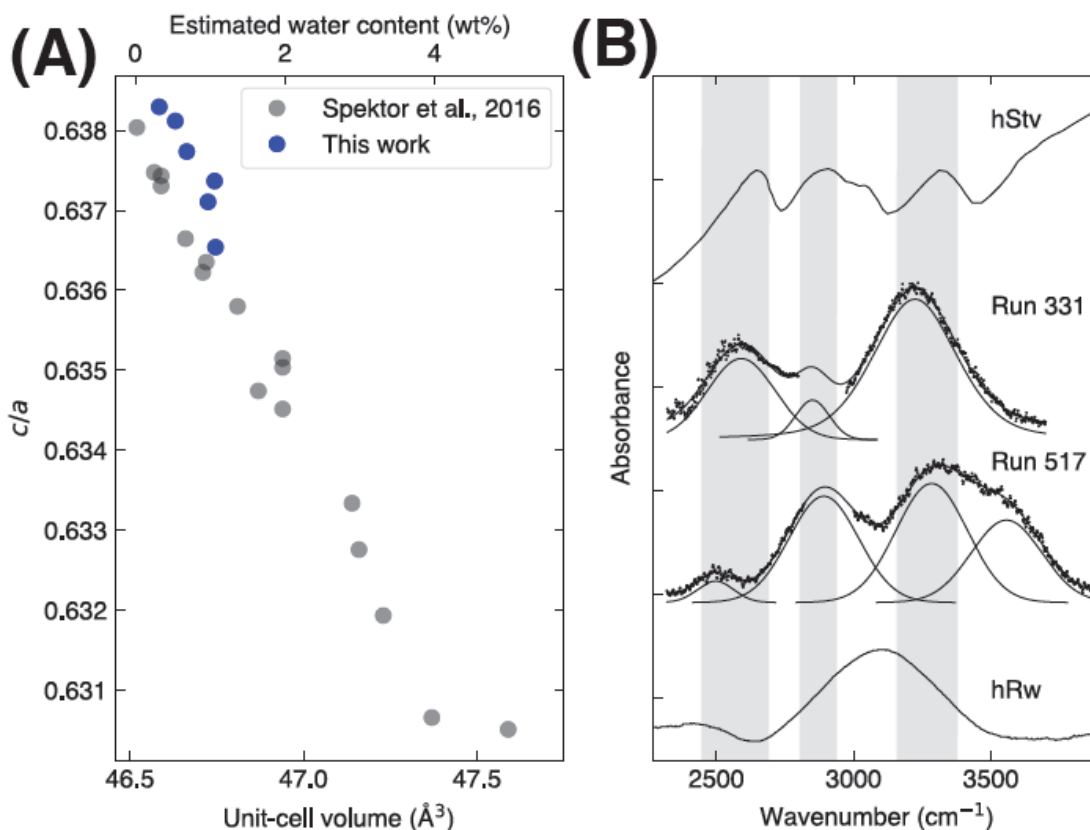 (A)
Estimated water content (wt%)
0 2 4
Spektor et al., 2016
This work
0.638
0.637
0.636
0.635
0.634
0.633
0.632
0.631
c/a
46.5 47.0 47.5
Unit-cell volume (Å³)
(B)
hStv
Run 331
Run 517
hRw
Absorbance
2500 3000 3500
Wavenumber (cm⁻¹)